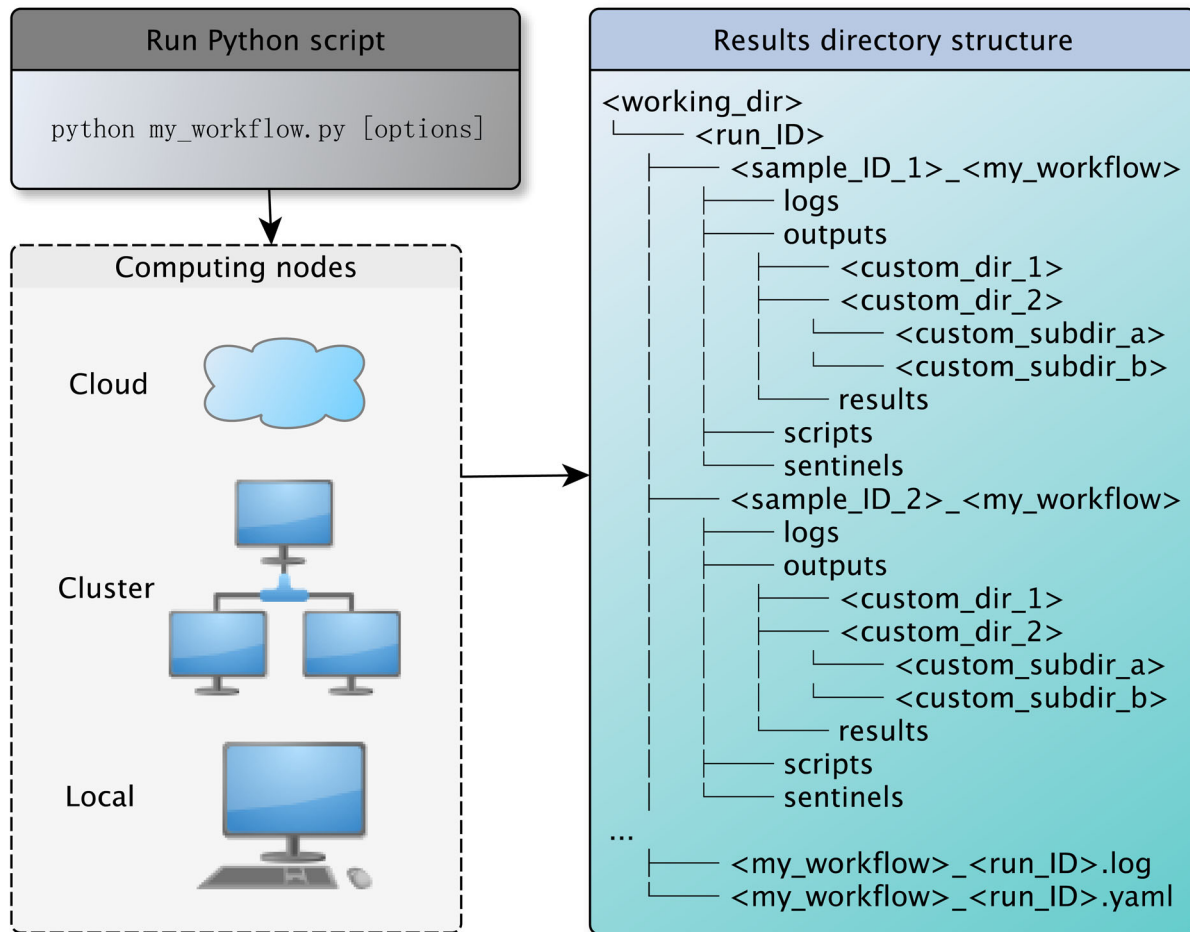 Run Python script
python my_workflow.py [options]
Computing nodes
Cloud
Cluster
Local
Results directory structure
<working_dir>
<run_ID>
<sample_ID_1>_<my_workflow>
logs
outputs
<custom_dir_1>
<custom_dir_2>
<custom_subdir_a>
<custom_subdir_b>
results
scripts
sentinels
<sample_ID_2>_<my_workflow>
logs
outputs
<custom_dir_1>
<custom_dir_2>
<custom_subdir_a>
<custom_subdir_b>
results
scripts
sentinels
...
<my_workflow>_<run_ID>.log
<my_workflow>_<run_ID>.yaml